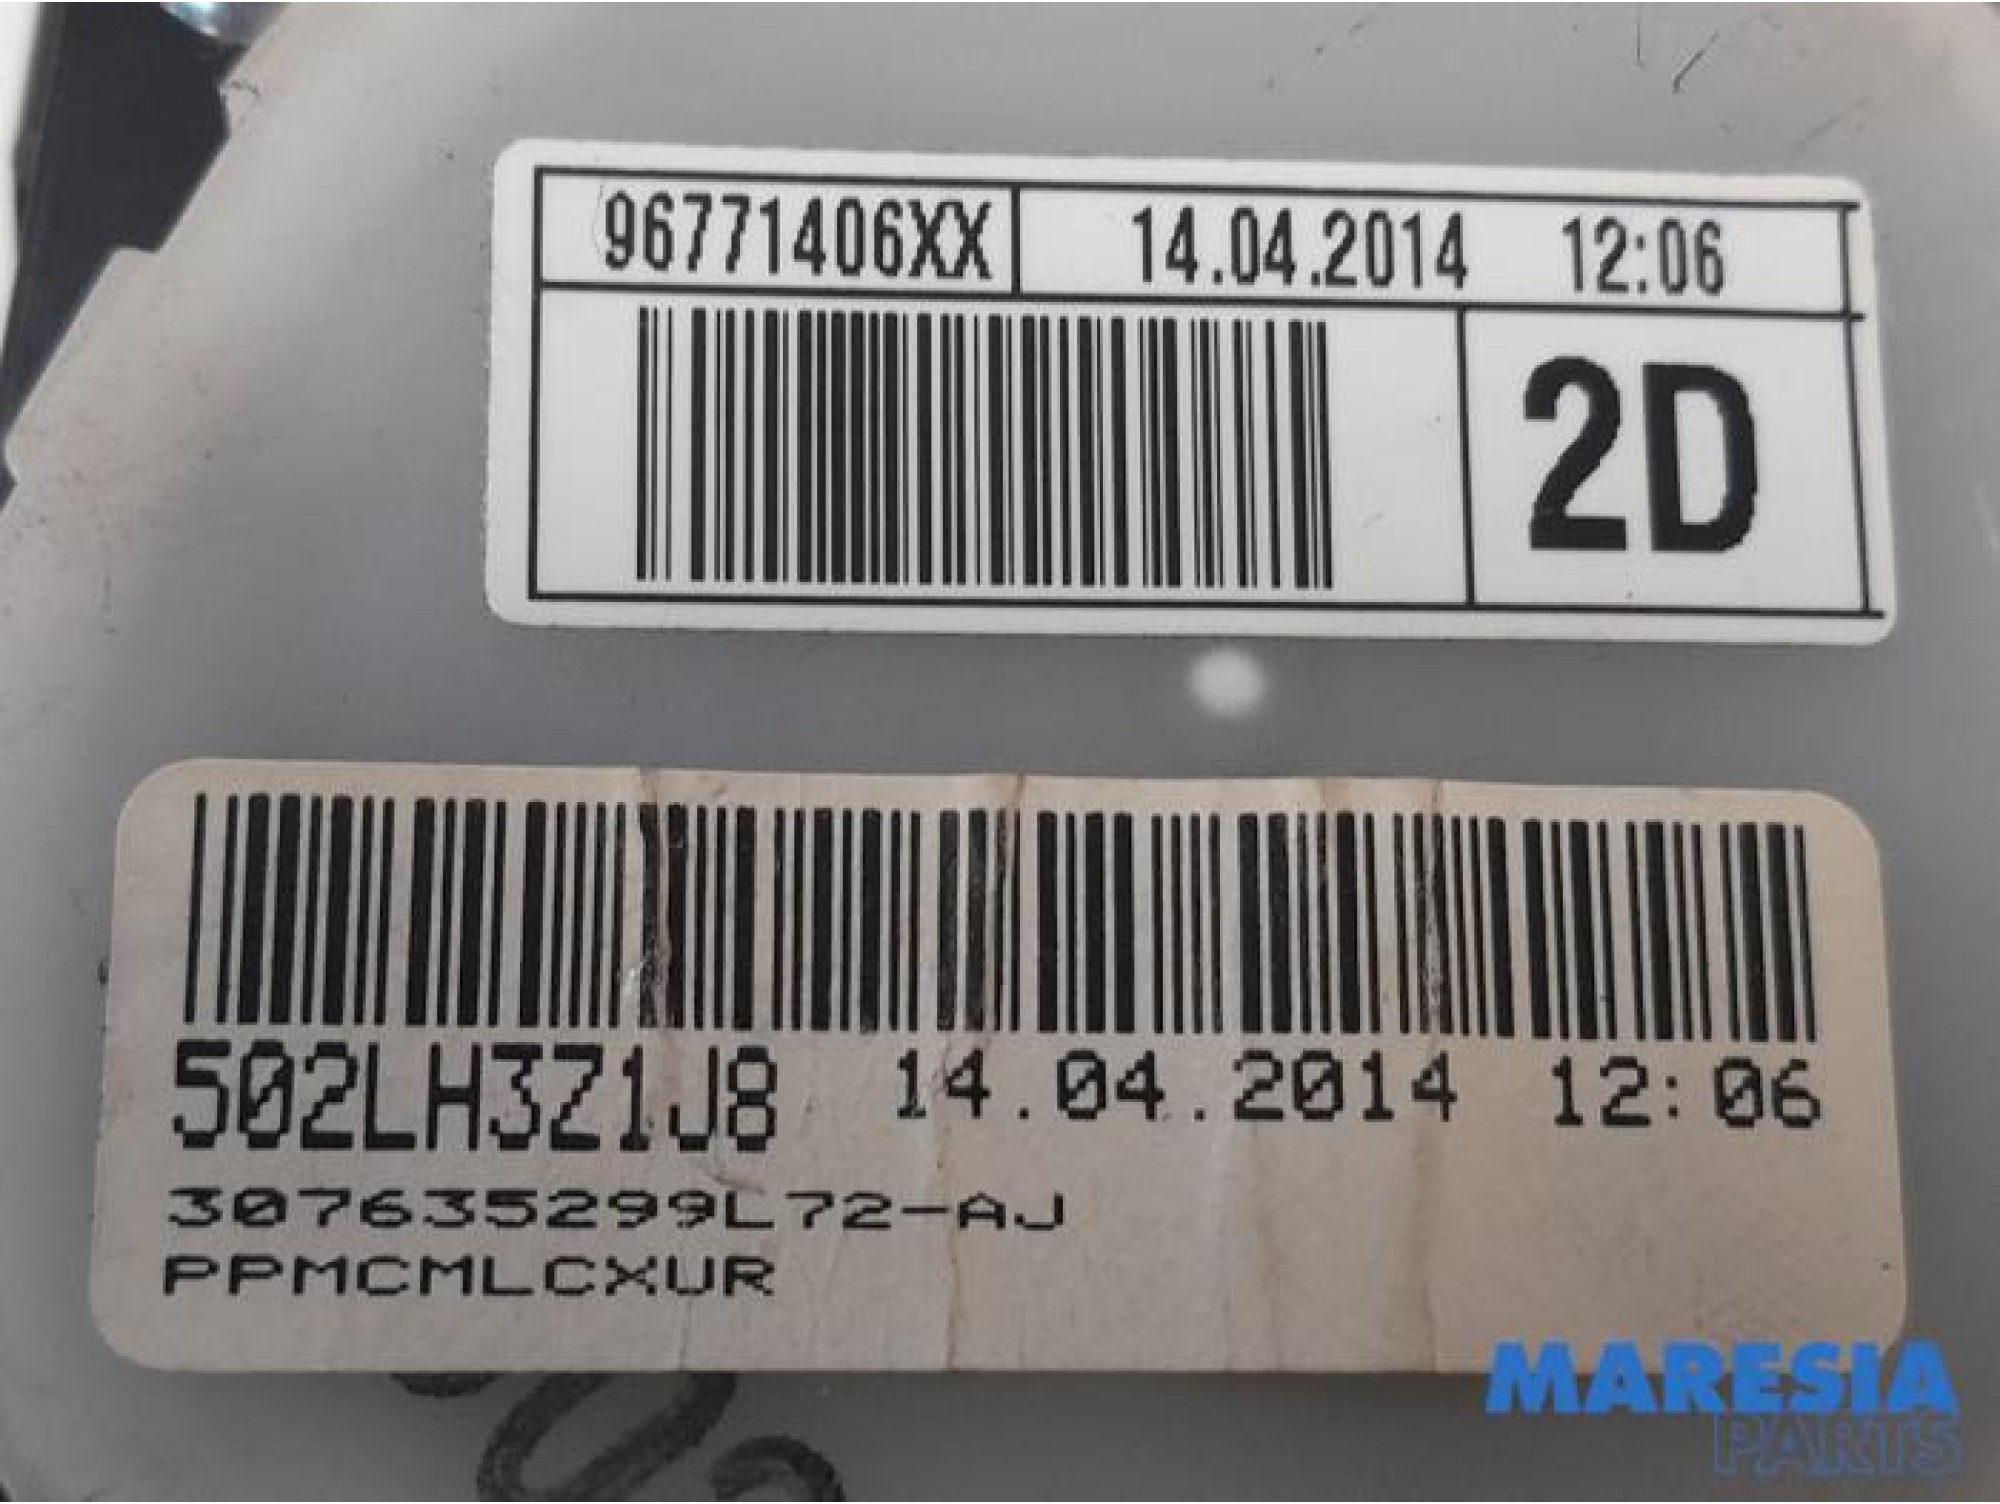 96771406XX 14.04.2014 12:06
2D
502LH3Z1J8 14.04.2014 12:06
307635299L72-AJ
PPMCMLCXUR
MARESIA
PARTS